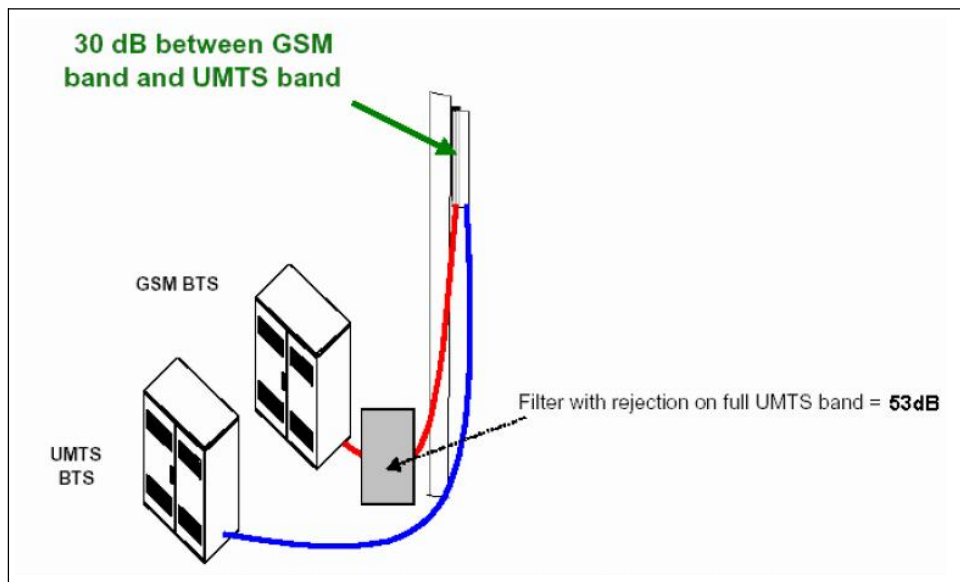 30 dB between GSM
band and UMTS band
GSM BTS
Filter with rejection on full UMTS band = 53dB
UMTS
BTS